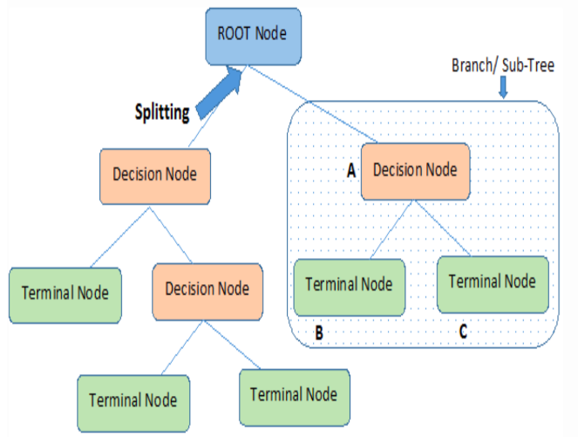 ROOT Node
Branch/ Sub-Tree
Splitting
Decision Node
A
Decision Node
Terminal Node
Decision Node
Terminal Node
Terminal Node
B
C
Terminal Node
Terminal Node